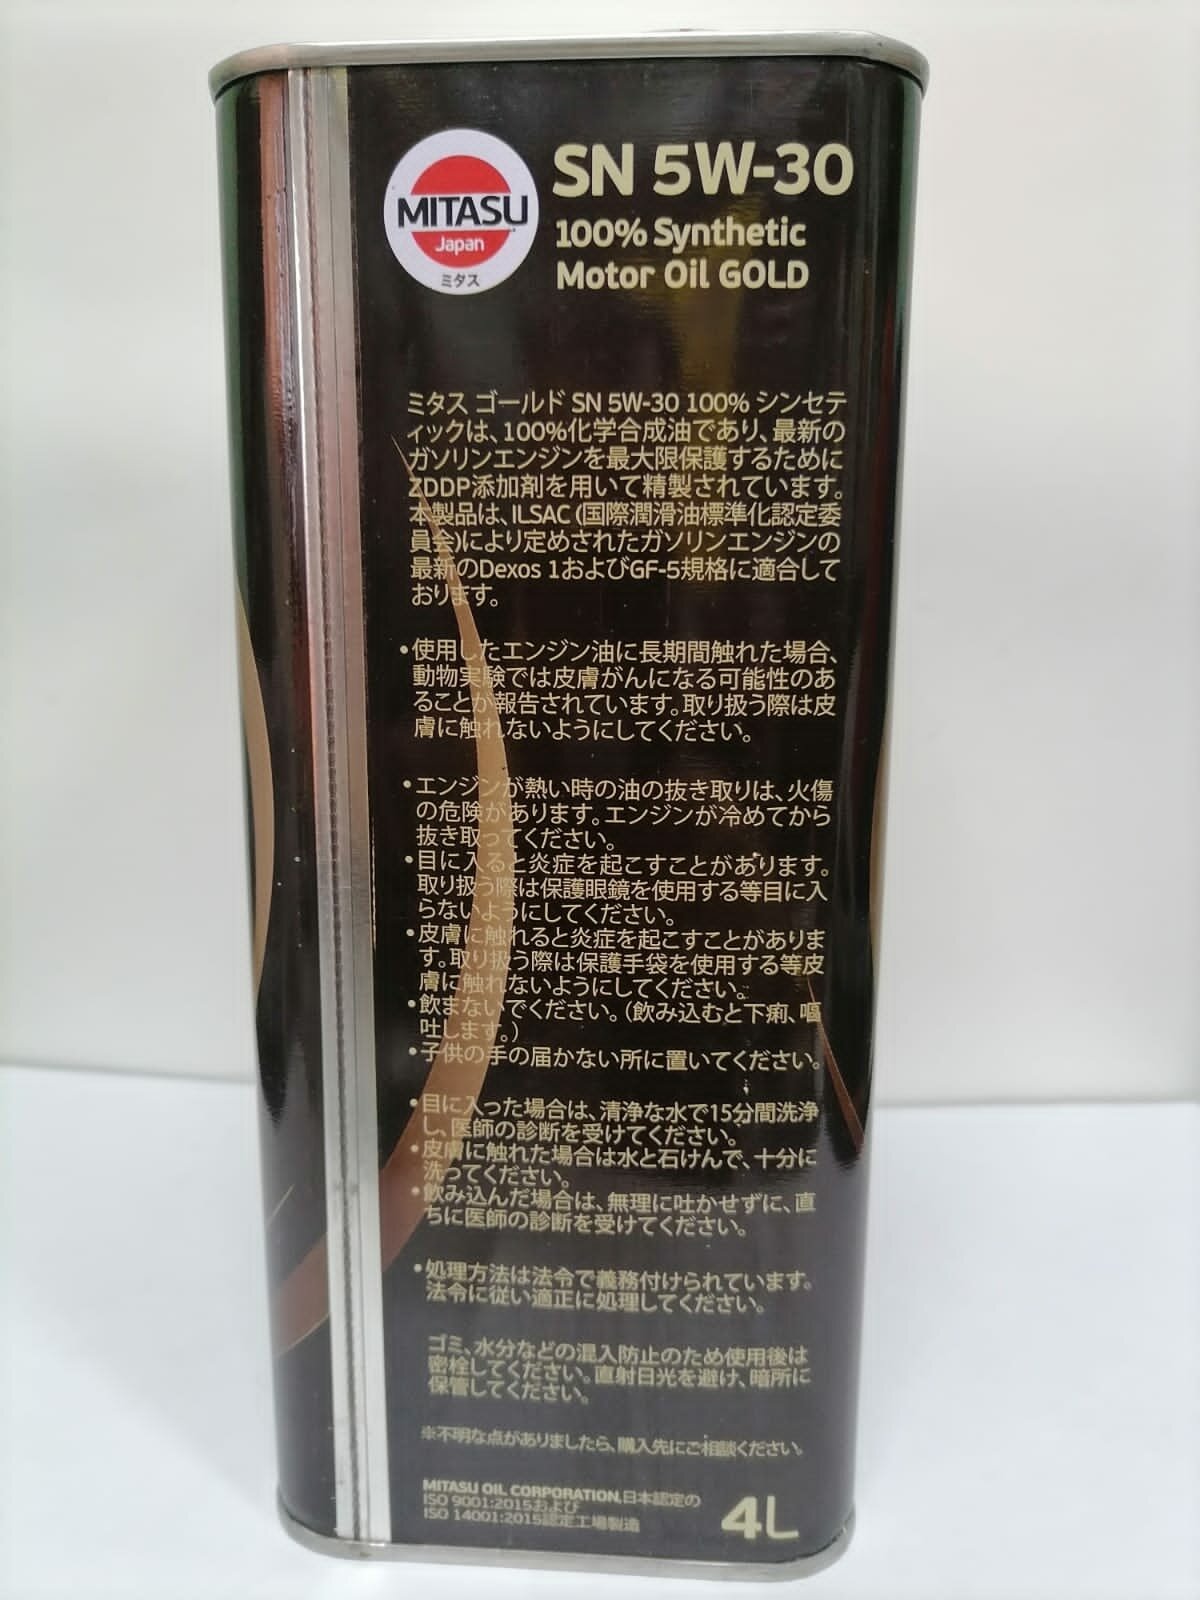 MITASU
Japan
ミタス
SN 5W-30
100% Synthetic
Motor Oil GOLD
ミタス ゴールド SN 5W-30 100% シンセテ
ィックは、100%化学合成油であり、最新の
ガソリンエンジンを最大限保護するために
ZDDP添加剤を用いて精製されています。
本製品は、ILSAC (国際潤滑油標準化認定委
員会)により定めされたガソリンエンジンの
最新のDexos 1およびGF-5規格に適合して
おります。
•使用したエンジン油に長期間触れた場合、
動物実験では皮膚がんになる可能性のあ
ることが報告されています。取り扱う際は皮
膚に触れないようにしてください。
•エンジンが熱い時の油の抜き取りは、火傷
の危険があります。エンジンが冷めてから
抜き取ってください。
•目に入ると炎症を起こすことがあります。
取り扱う際は保護眼鏡を使用する等目に入
らないようにしてください。
•皮膚に触れると炎症を起こすことがありま
す。取り扱う際は保護手袋を使用する等皮
膚に触れないようにしてください。
•飲まないでください。(飲み込むと下痢、嘔
吐します。)
•子供の手の届かない所に置いてください。
•目に入った場合は、清浄な水で15分間洗浄
し、医師の診断を受けてください。
•皮膚に触れた場合は水と石けんで、十分に
洗ってください。
•飲み込んだ場合は、無理に吐かせずに、直
ちに医師の診断を受けてください。
•処理方法は法令で義務付けられています。
法令に従い適正に処理してください。
ゴミ、水分などの混入防止のため使用後は
密栓してください。直射日光を避け、暗所に
保管してください。
※不明な点がありましたら、購入先にご相談ください。
MITASU OIL CORPORATION.日本認定の
ISO 9001:2015および
ISO 14001:2015認定工場製造
4L